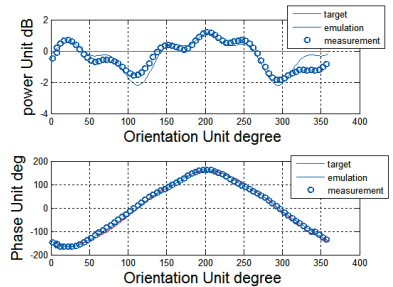 2
0
-2
-4
power Unit dB
0 50 100 150 200 250 300 350 400
Orientation Unit degree
target
emulation
measurement
200
100
0
-100
-200
Phase Unit deg
0 50 100 150 200 250 300 350 400
Orientation Unit degree
target
emulation
measurement